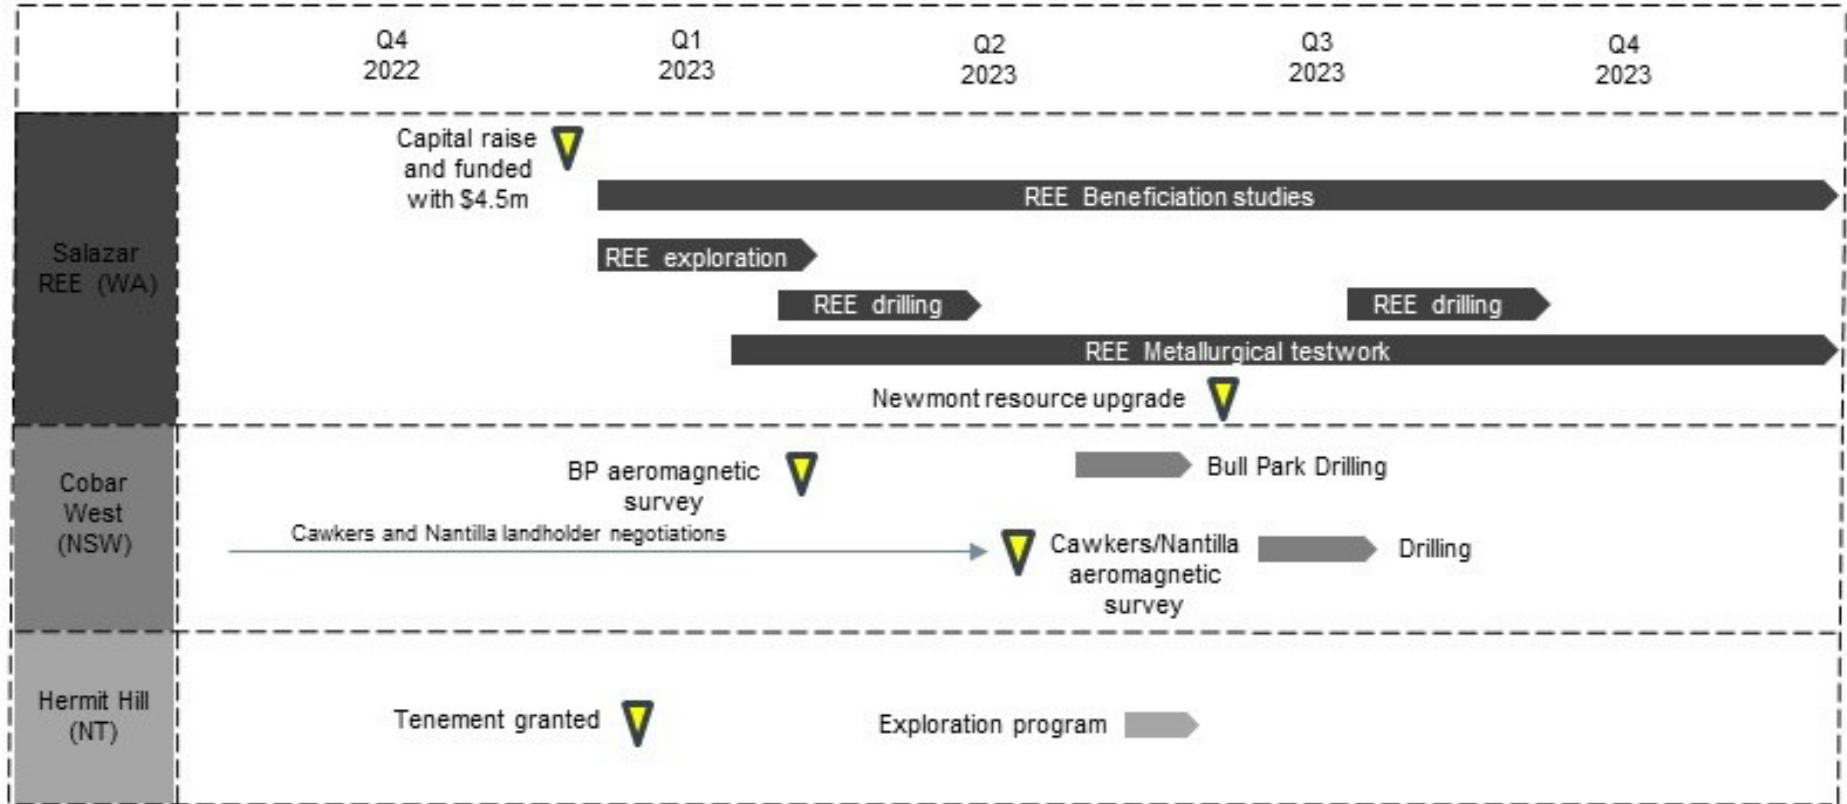 Q4
2022
Q1
2023
Q2
2023
Q3
2023
Q4
2023
Salazar
REE (WA)
Capital raise
and funded
with $4.5m
REE Beneficiation studies
REE exploration
REE drilling
REE drilling
REE Metallurgical testwork
Newmont resource upgrade
Cobar
West
(NSW)
BP aeromagnetic
survey
Bull Park Drilling
Cawkers and Nantilla landholder negotiations
Cawkers/Nantilla
aeromagnetic
survey
Drilling
Hermit Hill
(NT)
Tenement granted
Exploration program